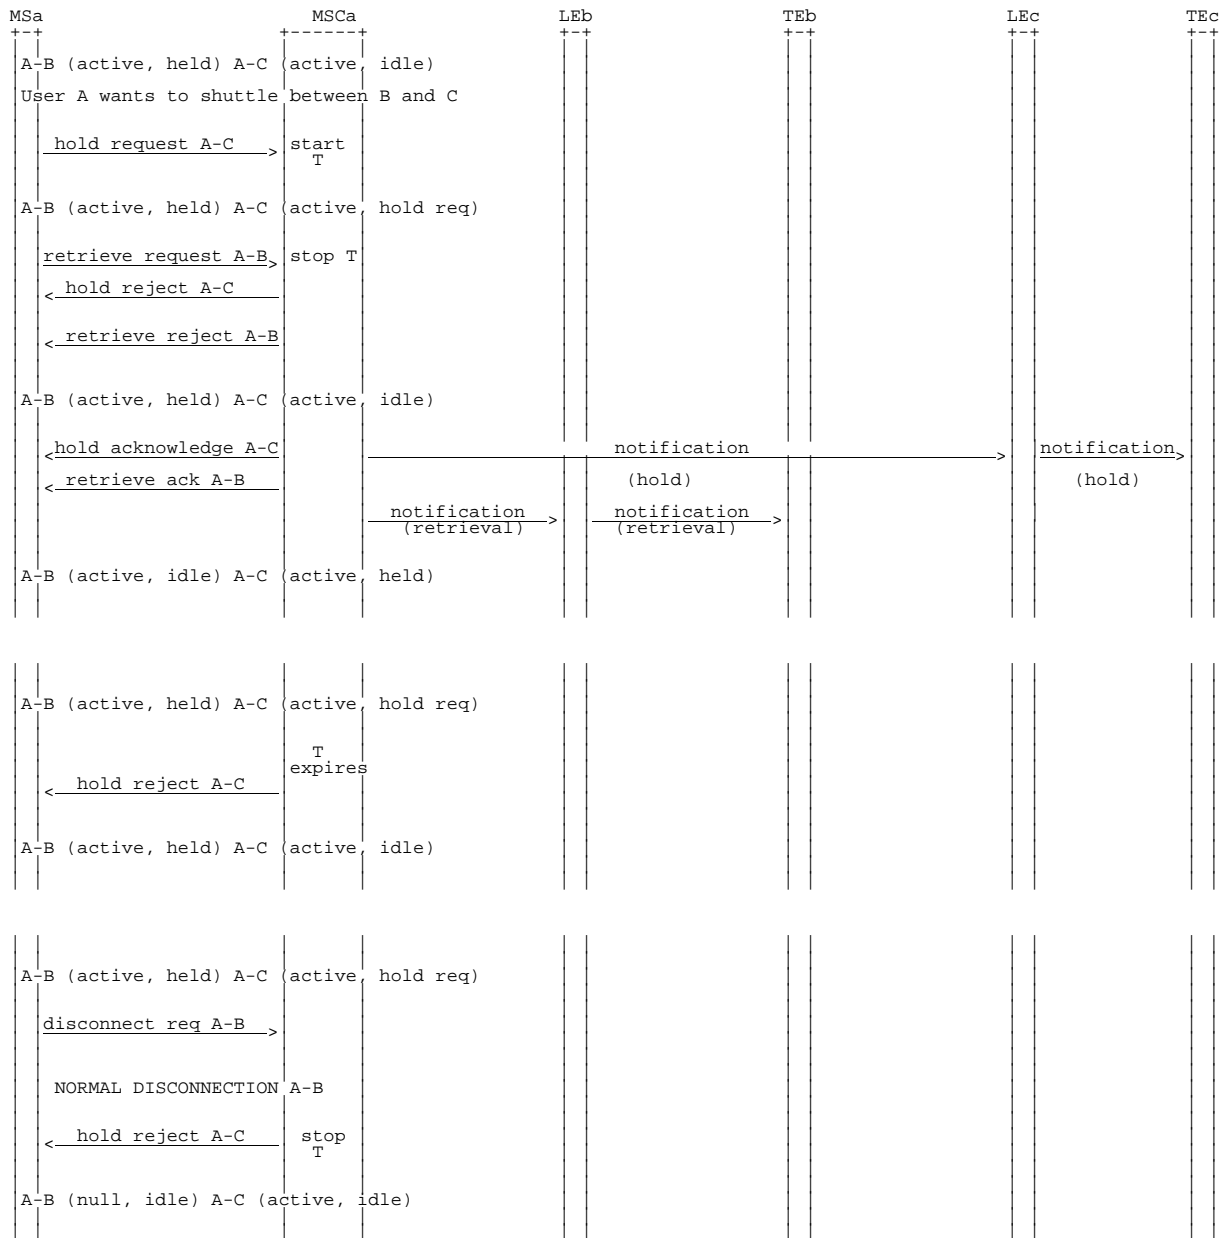 MSa MSCa LEb TEb LEc TEc
A-B (active, held) A-C (active, idle)
User A wants to shuttle between B and C
hold request A-C start
T
A-B (active, held) A-C (active, hold req)
retrieve request A-B stop T
hold reject A-C
retrieve reject A-B
A-B (active, held) A-C (active, idle)
hold acknowledge A-C notification notification
retrieve ack A-B (hold) (hold)
notification notification
(retrieval) (retrieval)
A-B (active, idle) A-C (active, held)
A-B (active, held) A-C (active, hold req)
T
expires
hold reject A-C
A-B (active, held) A-C (active, idle)
A-B (active, held) A-C (active, hold req)
disconnect req A-B
NORMAL DISCONNECTION A-B
hold reject A-C stop
T
A-B (null, idle) A-C (active, idle)